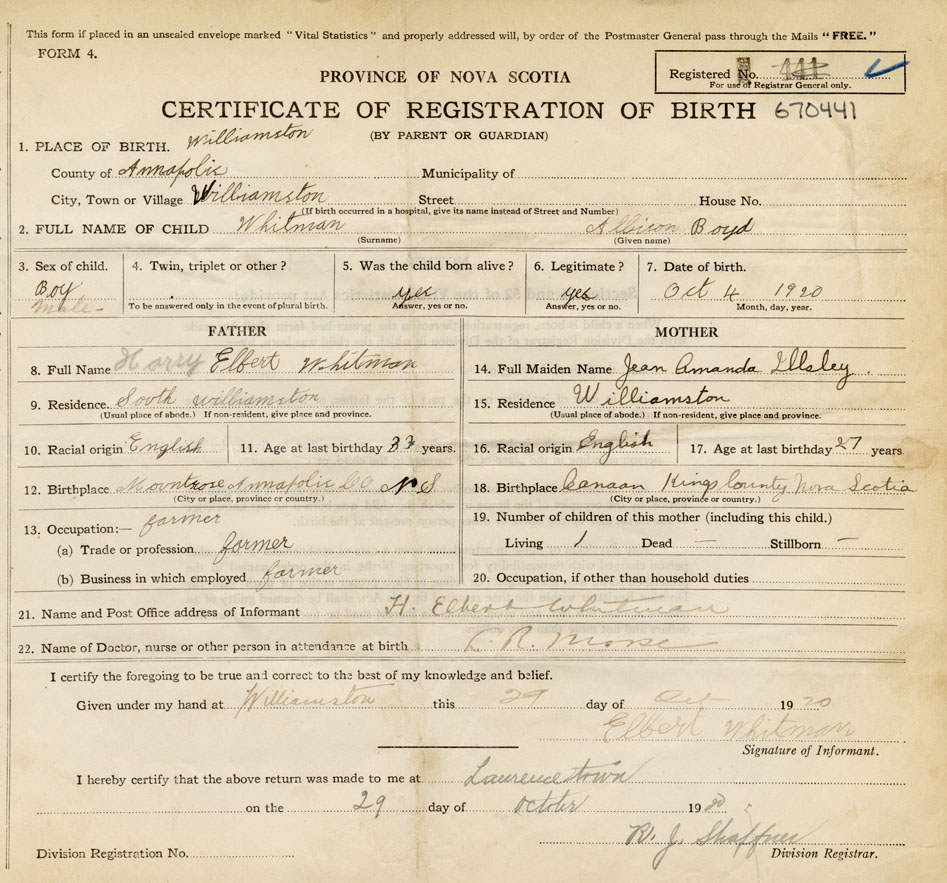 This form if placed in an unsealed envelope marked "Vital Statistics" and properly addressed will, by order of the Postmaster General pass through the Mails "FREE."
FORM 4.
Registered No. 441
For use of Registrar General only.
PROVINCE OF NOVA SCOTIA
CERTIFICATE OF REGISTRATION OF BIRTH 670441
(BY PARENT OR GUARDIAN)
1. PLACE OF BIRTH. Williamston
County of Annapolis Municipality of
City, Town or Village Williamston Street House No.
(If birth occurred in a hospital, give its name instead of Street and Number)
2. FULL NAME OF CHILD Whitman Allison Boyd
(Surname) (Given name)
3. Sex of child. 4. Twin, triplet or other? 5. Was the child born alive? 6. Legitimate? 7. Date of birth.
Boy yes yes Oct 4 1920
Male To be answered only in the event of plural birth. Answer, yes or no. Answer, yes or no. Month, day, year.
FATHER
8. Full Name Harry Elbert Whitman
9. Residence. South williamston
(Usual place of abode.) If non-resident, give place and province.
10. Racial origin English 11. Age at last birthday 33 years.
12. Birthplace Mountrose Annapolis Co N S
(City or place, province or country.)
13. Occupation:— farmer
(a) Trade or profession farmer
(b) Business in which employed farmer
MOTHER
14. Full Maiden Name Jean Amanda Illsley
15. Residence Williamston
(Usual place of abode.) If non-resident, give place and province.
16. Racial origin English 17. Age at last birthday 27 years
18. Birthplace Canaan Kings County Nova Scotia
(City or place, province or country.)
19. Number of children of this mother (including this child.)
Living 1 Dead — Stillborn —
20. Occupation, if other than household duties
21. Name and Post Office address of Informant H. Elbert Whitman
22. Name of Doctor, nurse or other person in attendance at birth L. R. Morse
I certify the foregoing to be true and correct to the best of my knowledge and belief.
Given under my hand at Williamston this 29 day of Oct 1920
Elbert Whitman
Signature of Informant.
I hereby certify that the above return was made to me at Laurencetown
on the 29 day of October 1920
R. J. Shaffner
Division Registrar.
Division Registration No.